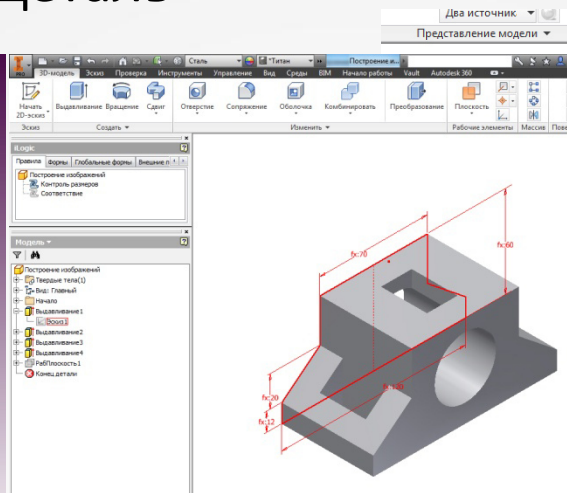 деталь
Два источник
Представление модели
PRO
Сталь
*Титан
Построение и...
3D-модель Эскиз Проверка Инструменты Управление Вид Среды BIM Начало работы Vault Autodesk 360
Начать 2D-эскиз
Выдавливание Вращение Сдвиг
Отверстие Сопряжение Оболочка Комбинировать Преобразование
Плоскость
Эскиз Создать Изменить Рабочие элементы Массив Пове
iLogic
Правила Формы Глобальные формы Внешние п
Построение изображений
Контроль размеров
Соответствие
Модель
Построение изображений
Твердые тела(1)
Вид: Главный
Начало
Выдавливание1
Эскиз1
Выдавливание2
Выдавливание3
Выдавливание4
РабПлоскость1
Конец детали
fx:70
fx:60
fx:20
fx:12